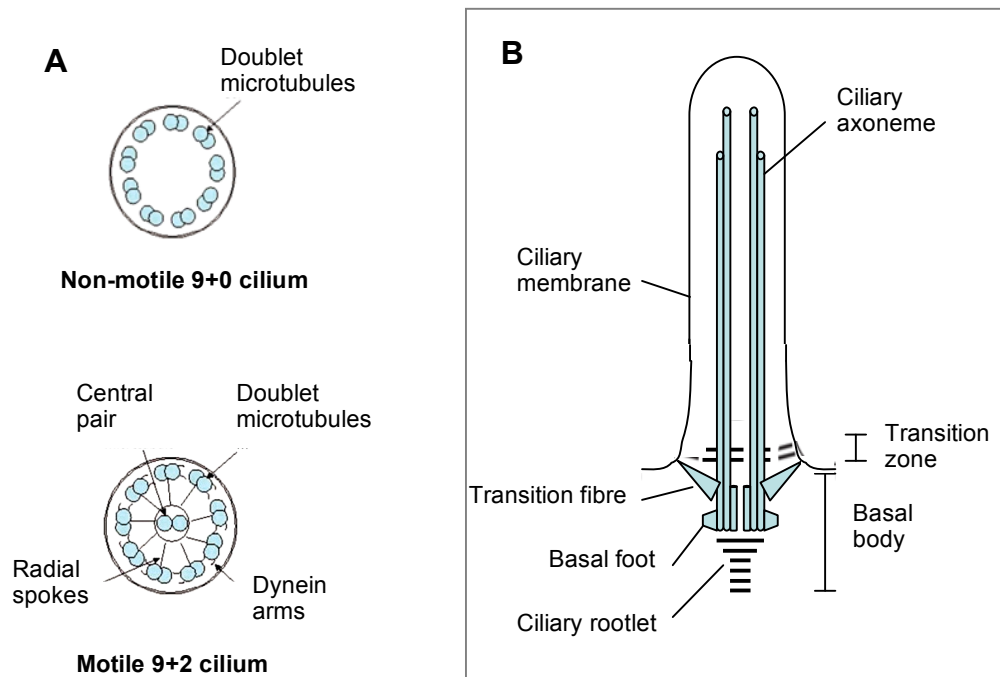 A
Doublet
microtubules
Non-motile 9+0 cilium
Central
pair
Doublet
microtubules
Radial
spokes
Dynein
arms
Motile 9+2 cilium
B
Ciliary
axoneme
Ciliary
membrane
Transition
zone
Transition fibre
Basal
body
Basal foot
Ciliary rootlet